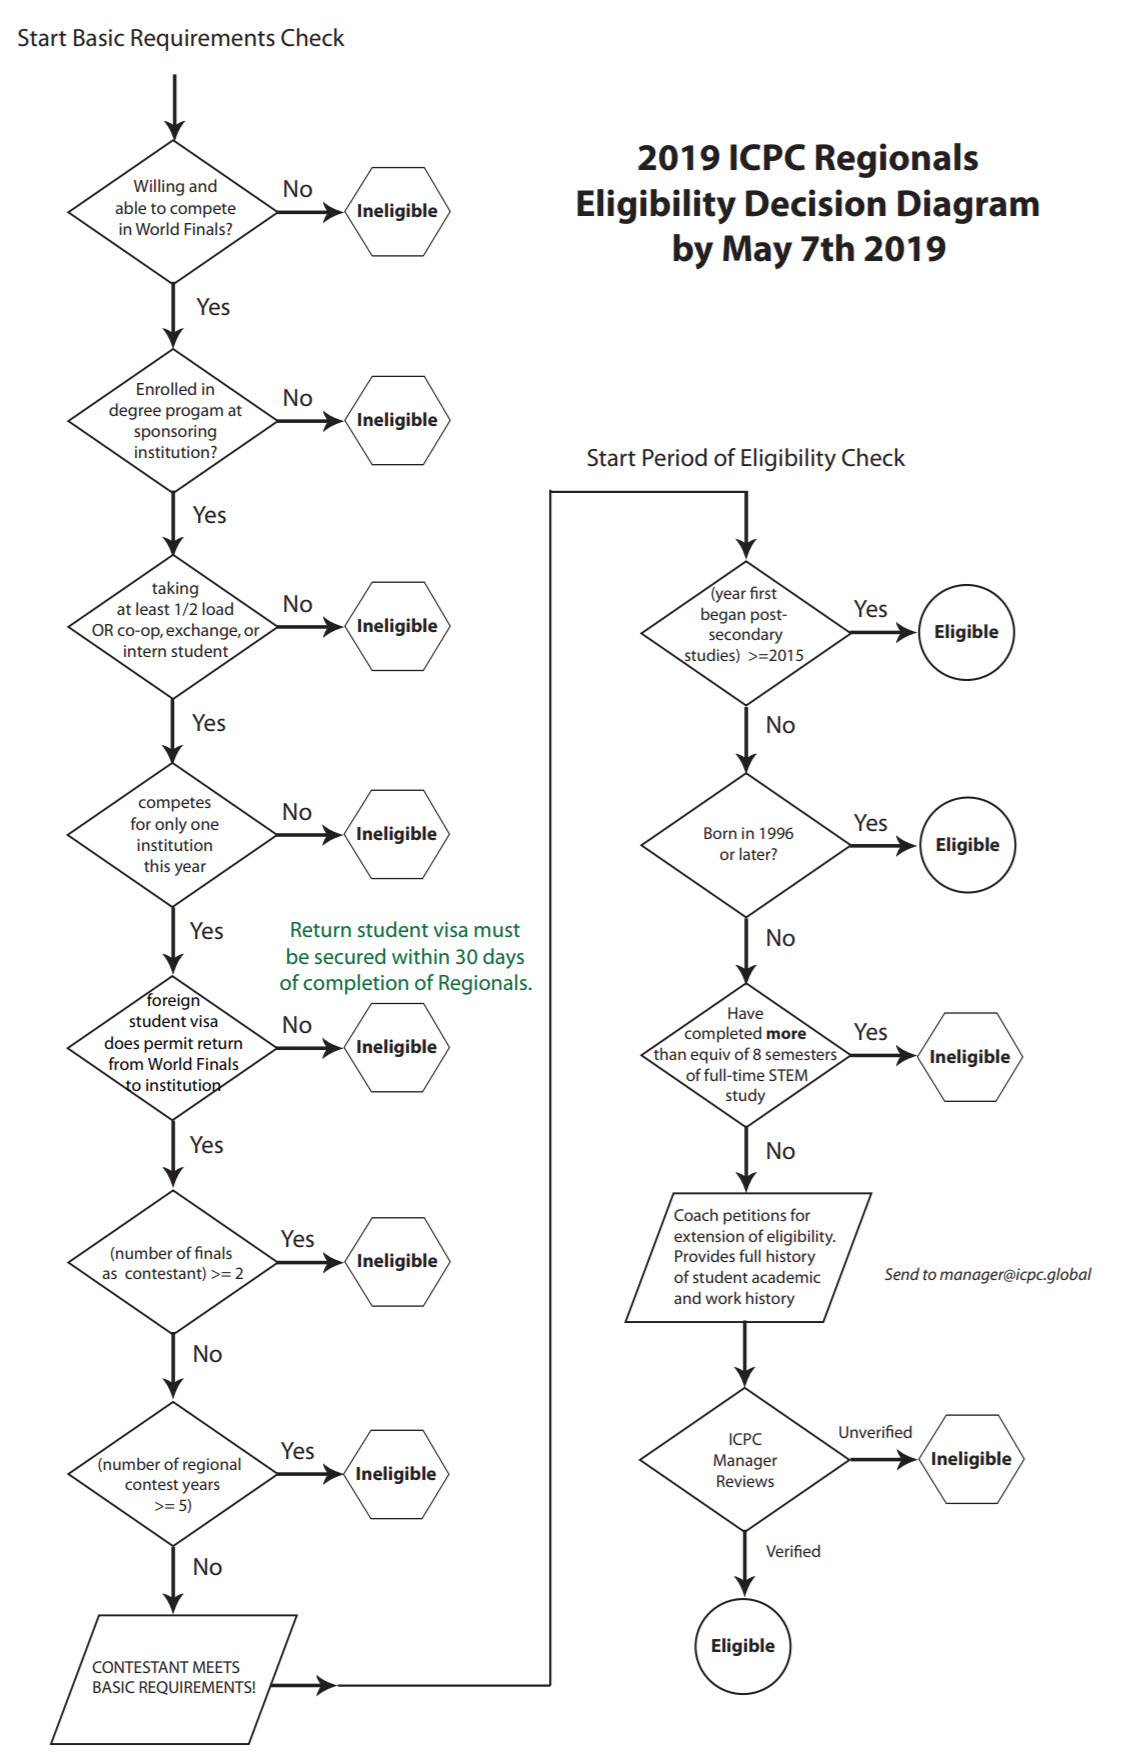 Start Basic Requirements Check
2019 ICPC Regionals
Eligibility Decision Diagram
by May 7th 2019
Willing and
able to compete
in World Finals?
No
Ineligible
Yes
Enrolled in
degree progam at
sponsoring
institution?
No
Ineligible
Yes
taking
at least 1/2 load
OR co-op, exchange, or
intern student
No
Ineligible
Yes
competes
for only one
institution
this year
No
Ineligible
Yes
Return student visa must
be secured within 30 days
of completion of Regionals.
foreign
student visa
does permit return
from World Finals
to institution
No
Ineligible
Yes
(number of finals
as contestant) >= 2
Yes
Ineligible
No
(number of regional
contest years
>= 5)
Yes
Ineligible
No
CONTESTANT MEETS
BASIC REQUIREMENTS!
Start Period of Eligibility Check
(year first
began post-
secondary
studies) >=2015
Yes
Eligible
No
Born in 1996
or later?
Yes
Eligible
No
Have
completed more
than equiv of 8 semesters
of full-time STEM
study
Yes
Ineligible
No
Coach petitions for
extension of eligibility.
Provides full history
of student academic
and work history
Send to manager@icpc.global
ICPC
Manager
Reviews
Unverified
Ineligible
Verified
Eligible